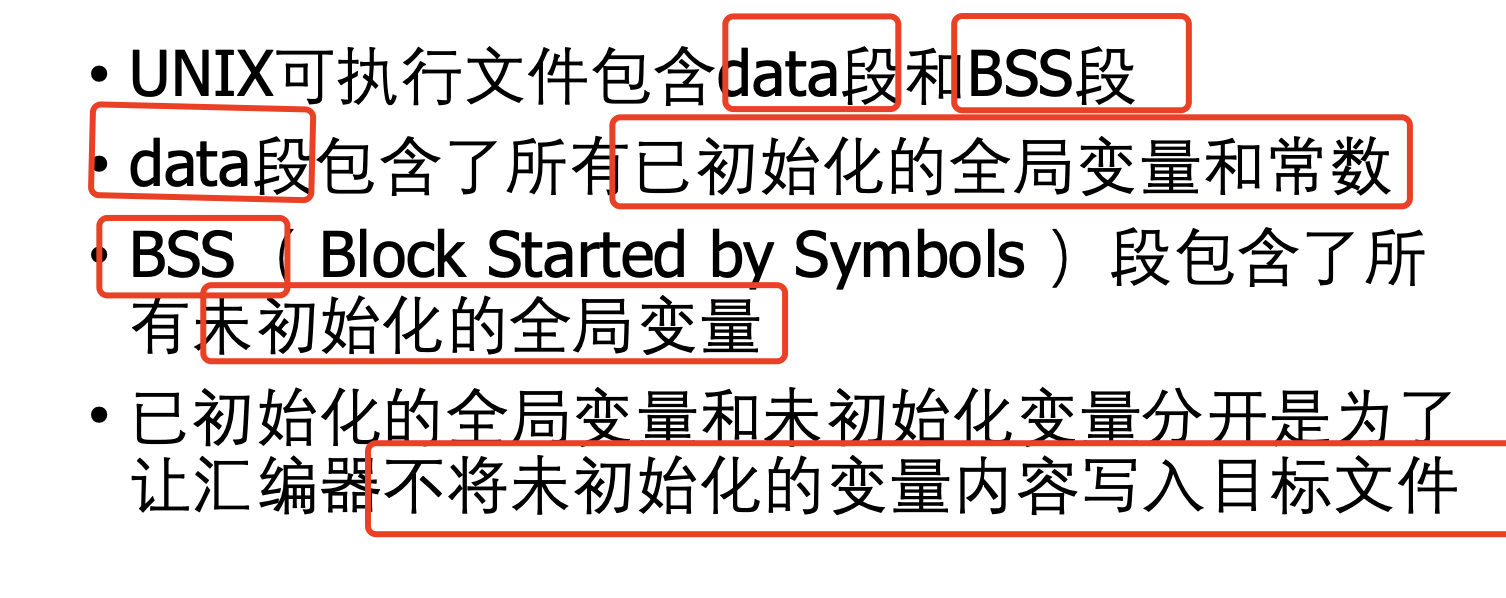 • UNIX可执行文件包含data段和BSS段
• data段包含了所有已初始化的全局变量和常数
• BSS（Block Started by Symbols）段包含了所
有未初始化的全局变量
• 已初始化的全局变量和未初始化变量分开是为了
让汇编器不将未初始化的变量内容写入目标文件